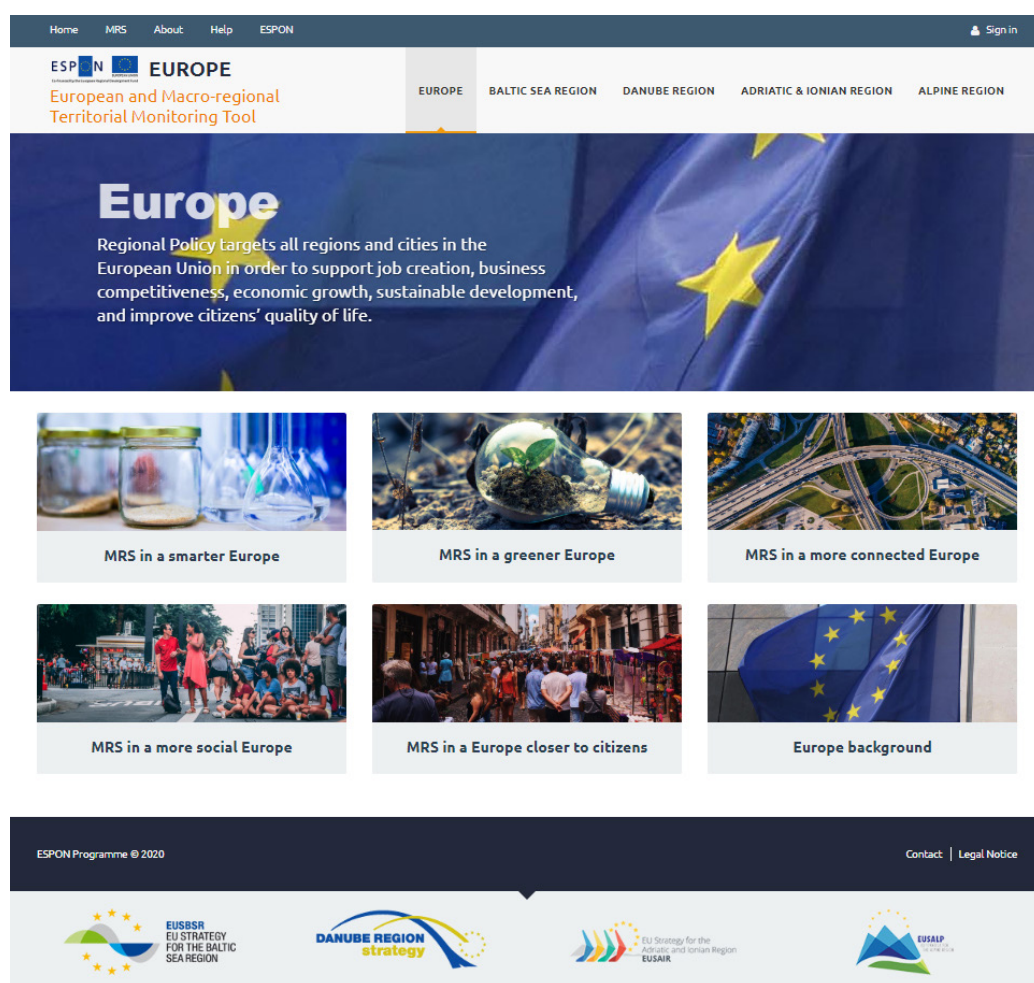 Home MRS About Help ESPON Sign in
ESPON EUROPE
European and Macro-regional
Territorial Monitoring Tool
EUROPE BALTIC SEA REGION DANUBE REGION ADRIATIC & IONIAN REGION ALPINE REGION
Europe
Regional Policy targets all regions and cities in the
European Union in order to support job creation, business
competitiveness, economic growth, sustainable development,
and improve citizens' quality of life.
MRS in a smarter Europe
MRS in a greener Europe
MRS in a more connected Europe
MRS in a more social Europe
MRS in a Europe closer to citizens
Europe background
ESPON Programme © 2020
Contact | Legal Notice
EUSBSR
EU STRATEGY
FOR THE BALTIC
SEA REGION
DANUBE REGION
strategy
EU Strategy for the
Adriatic and Ionian Region
EUSAIR
EUSALP